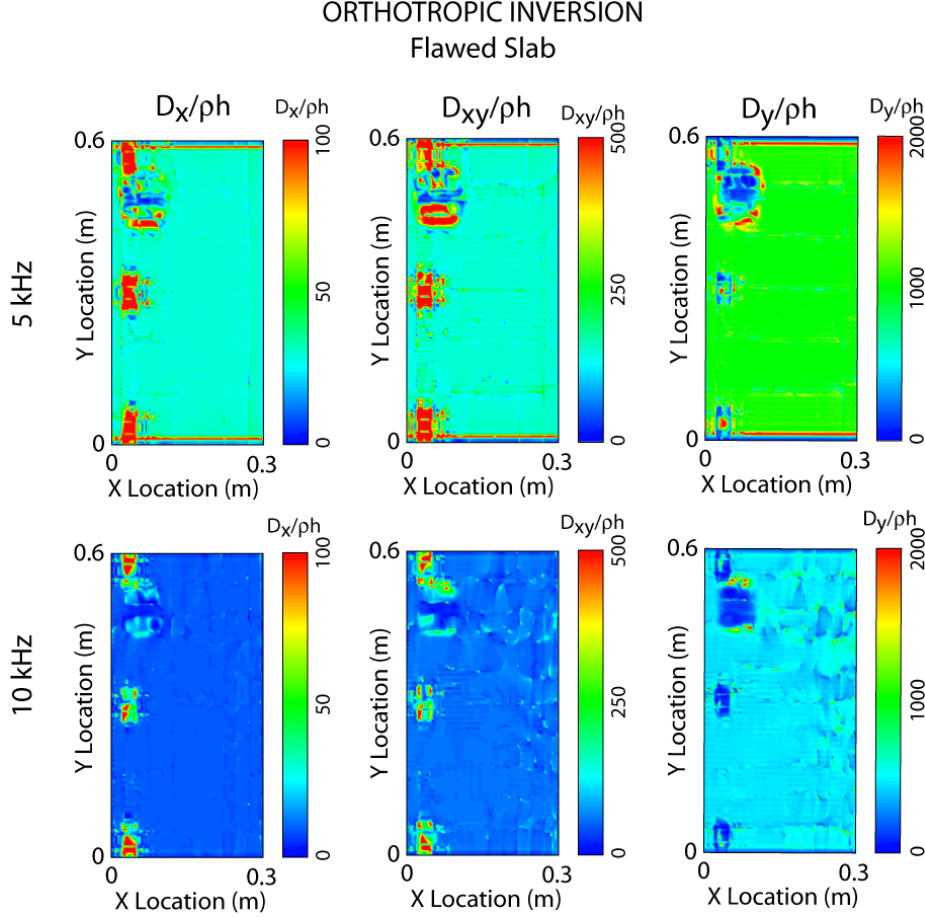 ORTHOTROPIC INVERSION
Flawed Slab
5 kHz
Dx/ρh
Dx/ρh
0.6
Y Location (m)
0
0
0.3
X Location (m)
100
50
0
Dxy/ρh
Dxy/ρh
0.6
Y Location (m)
0
0
0.3
X Location (m)
500
250
0
Dy/ρh
Dy/ρh
0.6
Y Location (m)
0
0
0.3
X Location (m)
2000
1000
0
10 kHz
Dx/ρh
0.6
Y Location (m)
0
0
0.3
X Location (m)
100
50
0
Dxy/ρh
0.6
Y Location (m)
0
0
0.3
X Location (m)
500
250
0
Dy/ρh
0.6
Y Location (m)
0
0
0.3
X Location (m)
2000
1000
0